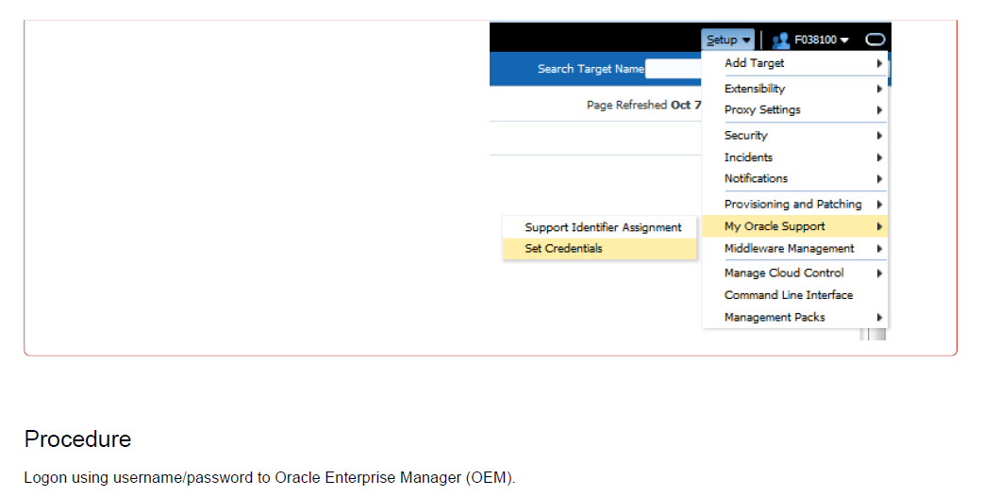 Setup F038100
Add Target
Search Target Name
Extensibility
Page Refreshed Oct 7
Proxy Settings
Security
Incidents
Notifications
Provisioning and Patching
Support Identifier Assignment
My Oracle Support
Set Credentials
Middleware Management
Manage Cloud Control
Command Line Interface
Management Packs
Procedure
Logon using username/password to Oracle Enterprise Manager (OEM).